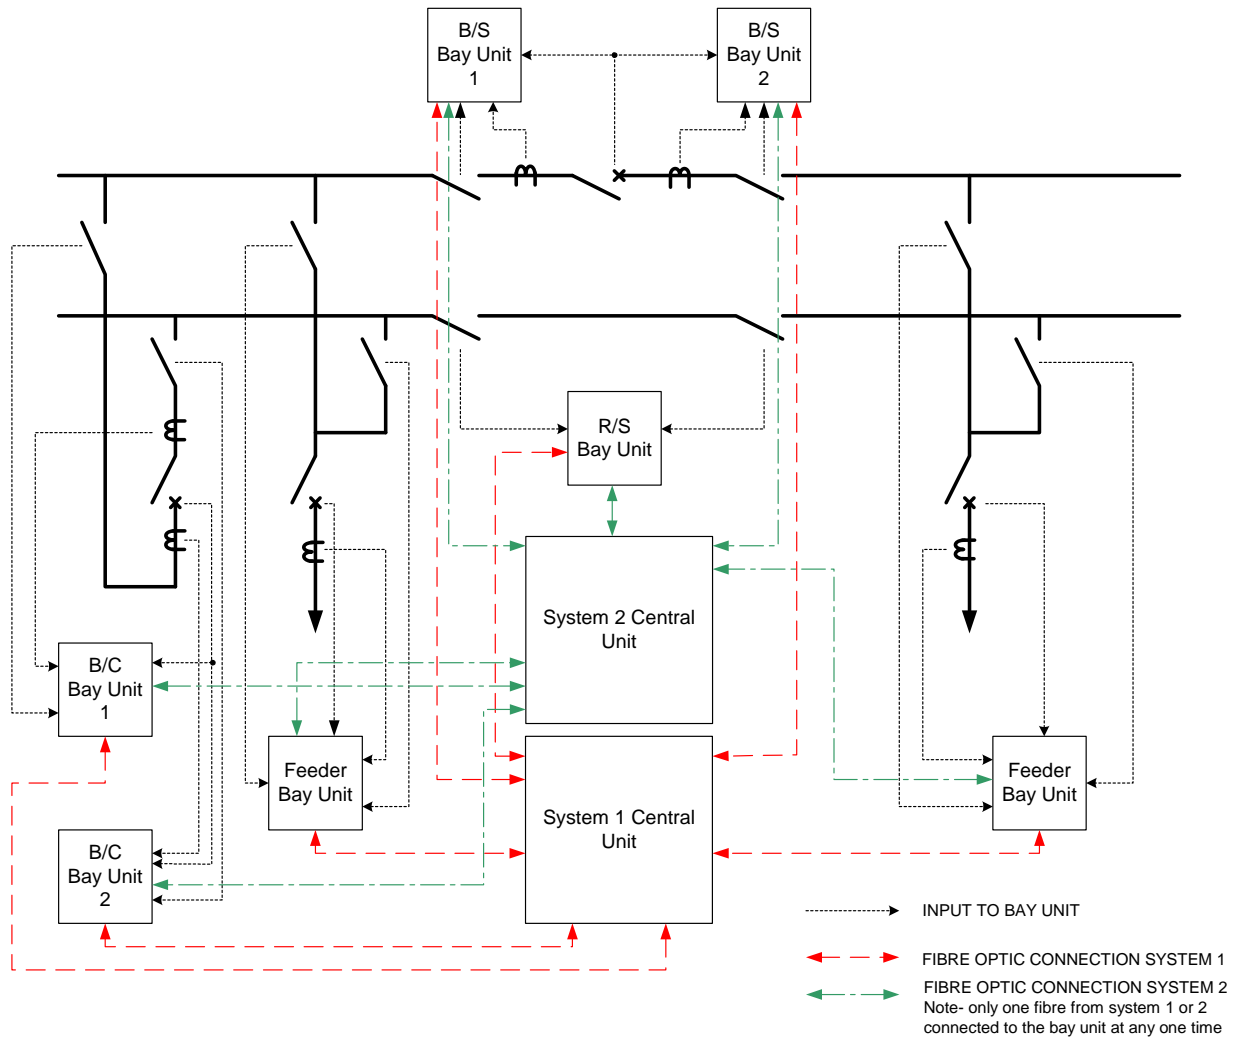 B/S
Bay Unit
1
B/S
Bay Unit
2
R/S
Bay Unit
System 2 Central
Unit
B/C
Bay Unit
1
Feeder
Bay Unit
System 1 Central
Unit
Feeder
Bay Unit
B/C
Bay Unit
2
INPUT TO BAY UNIT
FIBRE OPTIC CONNECTION SYSTEM 1
FIBRE OPTIC CONNECTION SYSTEM 2
Note- only one fibre from system 1 or 2
connected to the bay unit at any one time